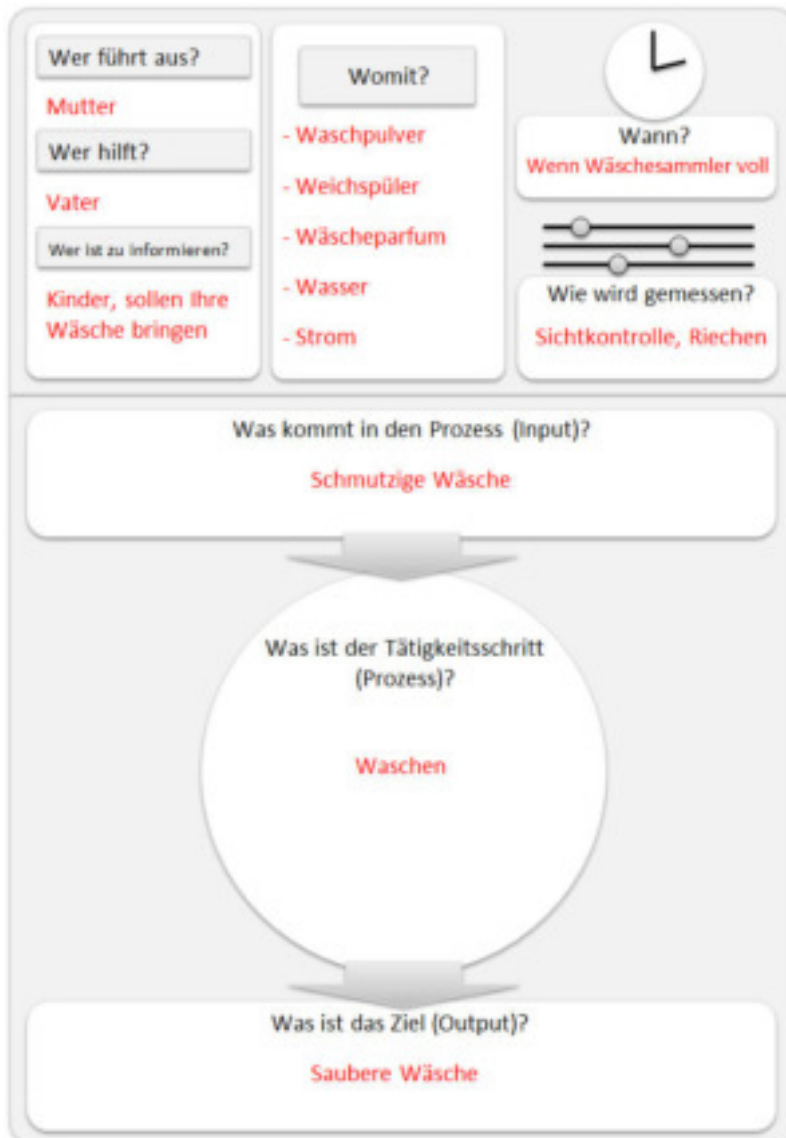 Wer führt aus?
Mutter
Wer hilft?
Vater
Wer ist zu informieren?
Kinder, sollen Ihre
Wäsche bringen
Womit?
- Waschpulver
- Weichspüler
- Wäscheparfum
- Wasser
- Strom
Wann?
Wenn Wäschesammler voll
Wie wird gemessen?
Sichtkontrolle, Riechen
Was kommt in den Prozess (Input)?
Schmutzige Wäsche
Was ist der Tätigkeitsschritt
(Prozess)?
Waschen
Was ist das Ziel (Output)?
Saubere Wäsche